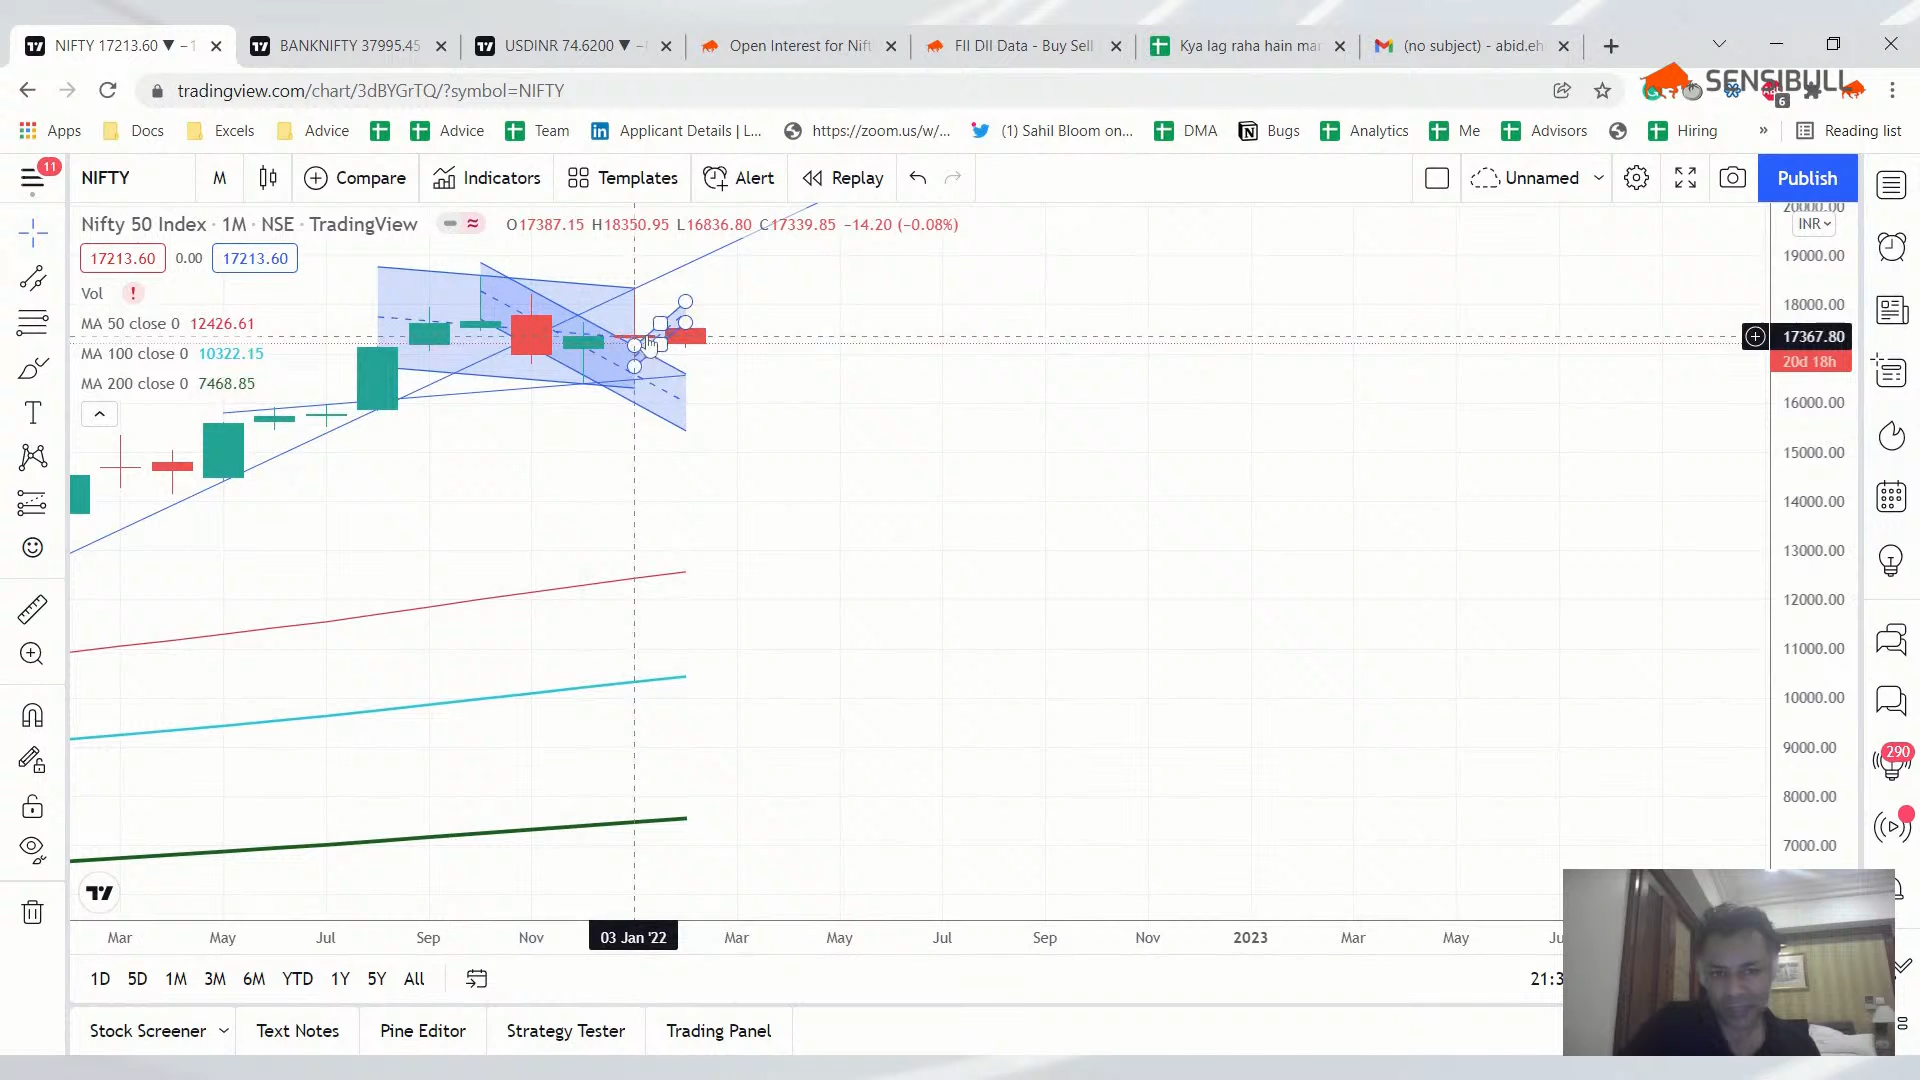 NIFTY 17213.60 ▼ −1
BANKNIFTY 37995.45
USDINR 74.6200 ▼ −
Open Interest for Nift
FII DII Data - Buy Sell
Kya lag raha hain mar
(no subject) - abid.eh
tradingview.com/chart/3dBYGrTQ/?symbol=NIFTY
SENSIBULL
6
Apps
Docs
Excels
Advice
Advice
Team
Applicant Details | L...
https://zoom.us/w/...
(1) Sahil Bloom on...
DMA
Bugs
Analytics
Me
Advisors
Hiring
»
Reading list
11
NIFTY
M
Compare
Indicators
Templates
Alert
Replay
Unnamed
Publish
Nifty 50 Index · 1M · NSE · TradingView
O17387.15 H18350.95 L16836.80 C17339.85 −14.20 (−0.08%)
17213.60 0.00 17213.60
Vol !
MA 50 close 0 12426.61
MA 100 close 0 10322.15
MA 200 close 0 7468.85
20000.00
INR
19000.00
18000.00
17367.80
20d 18h
16000.00
15000.00
14000.00
13000.00
12000.00
11000.00
10000.00
9000.00
8000.00
7000.00
290
Mar
May
Jul
Sep
Nov
03 Jan '22
Mar
May
Jul
Sep
Nov
2023
Mar
May
1D 5D 1M 3M 6M YTD 1Y 5Y All
21:3
Stock Screener
Text Notes
Pine Editor
Strategy Tester
Trading Panel